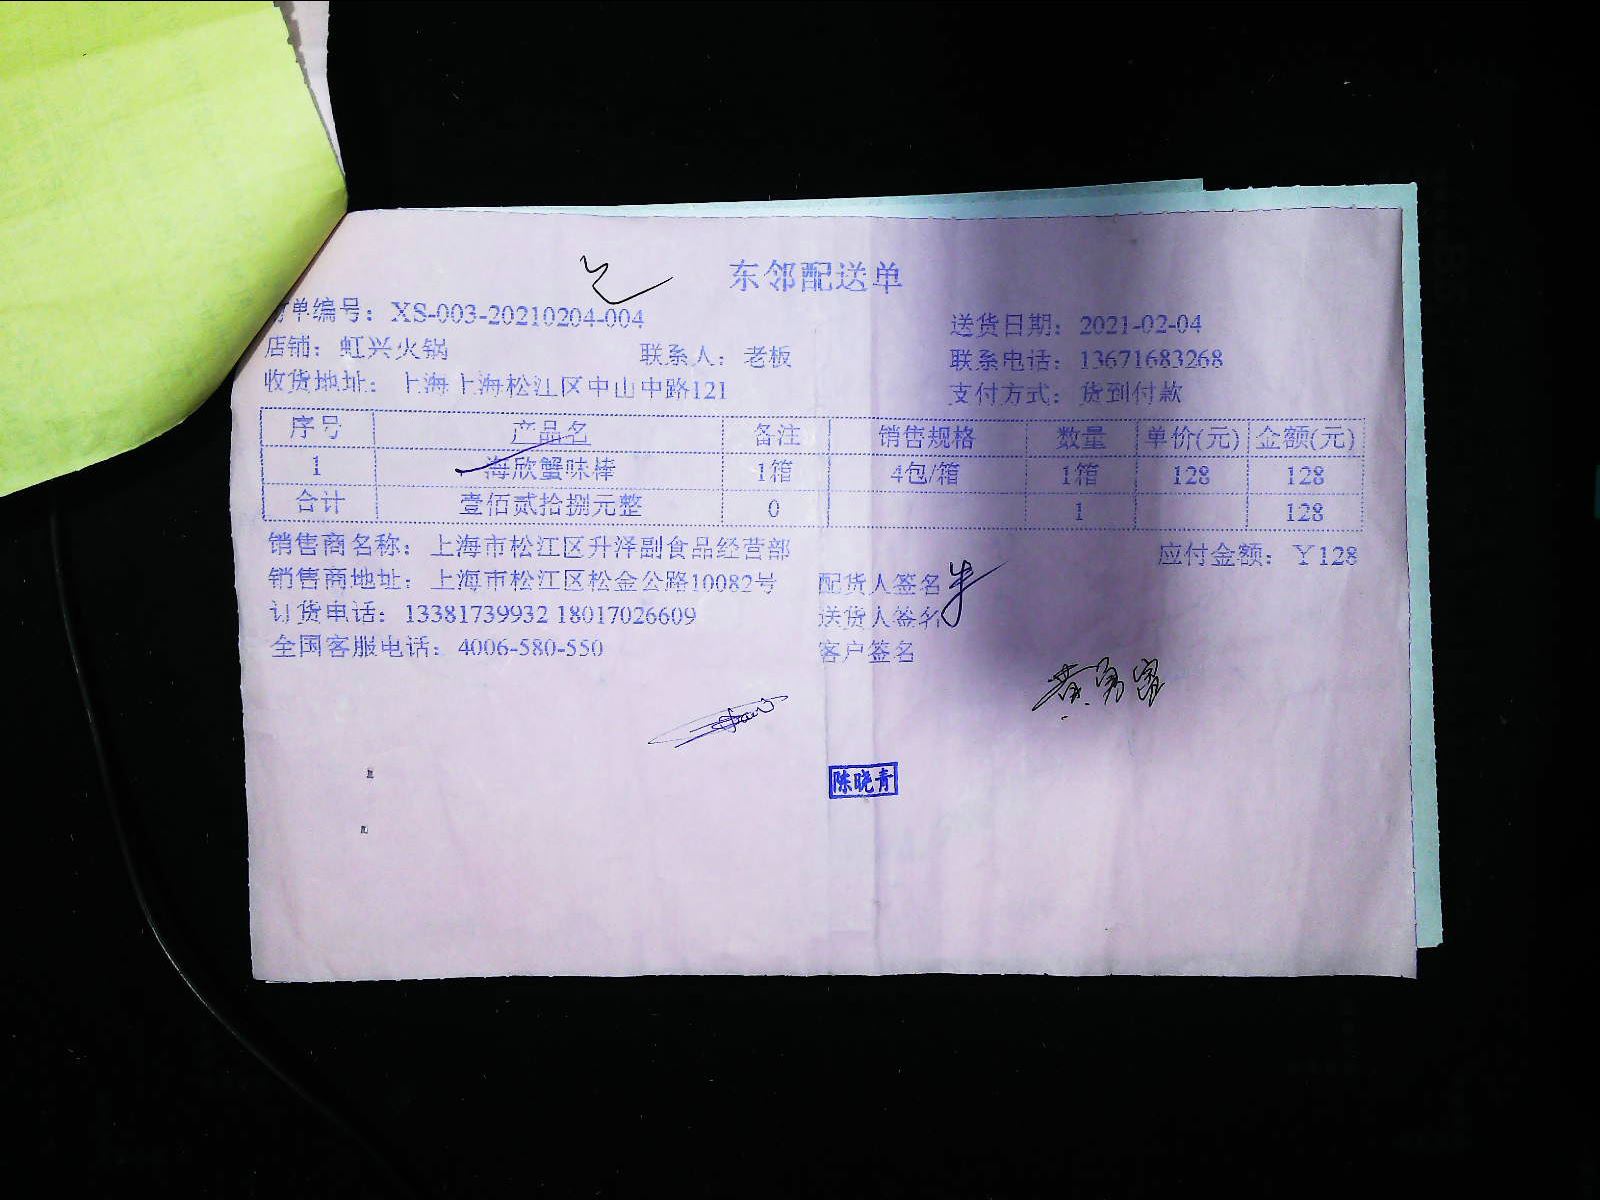 东邻配送单
单编号：XS-003-20210204-004
送货日期：2021-02-04
店铺：虹兴火锅 联系人：老板 联系电话：13671683268
收货地址：上海上海松江区中山中路121 支付方式：货到付款
序号 产品名 备注 销售规格 数量 单价(元) 金额(元)
1 海欣蟹味棒 1箱 4包/箱 1箱 128 128
合计 壹佰贰拾捌元整 0 1 128
销售商名称：上海市松江区升泽副食品经营部 应付金额：Y128
销售商地址：上海市松江区松金公路10082号 配货人签名
订货电话：13381739932 18017026609 送货人签名
全国客服电话：4006-580-550 客户签名
陈晓青